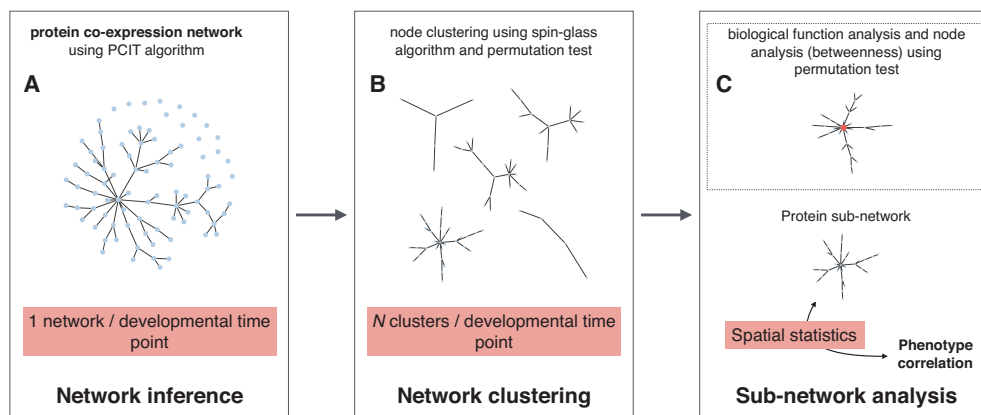 protein co-expression network
using PCIT algorithm
A
1 network / developmental time
point
Network inference
node clustering using spin-glass
algorithm and permutation test
B
N clusters / developmental time
point
Network clustering
biological function analysis and node
analysis (betweenness) using
permutation test
C
Protein sub-network
Spatial statistics
Phenotype
correlation
Sub-network analysis